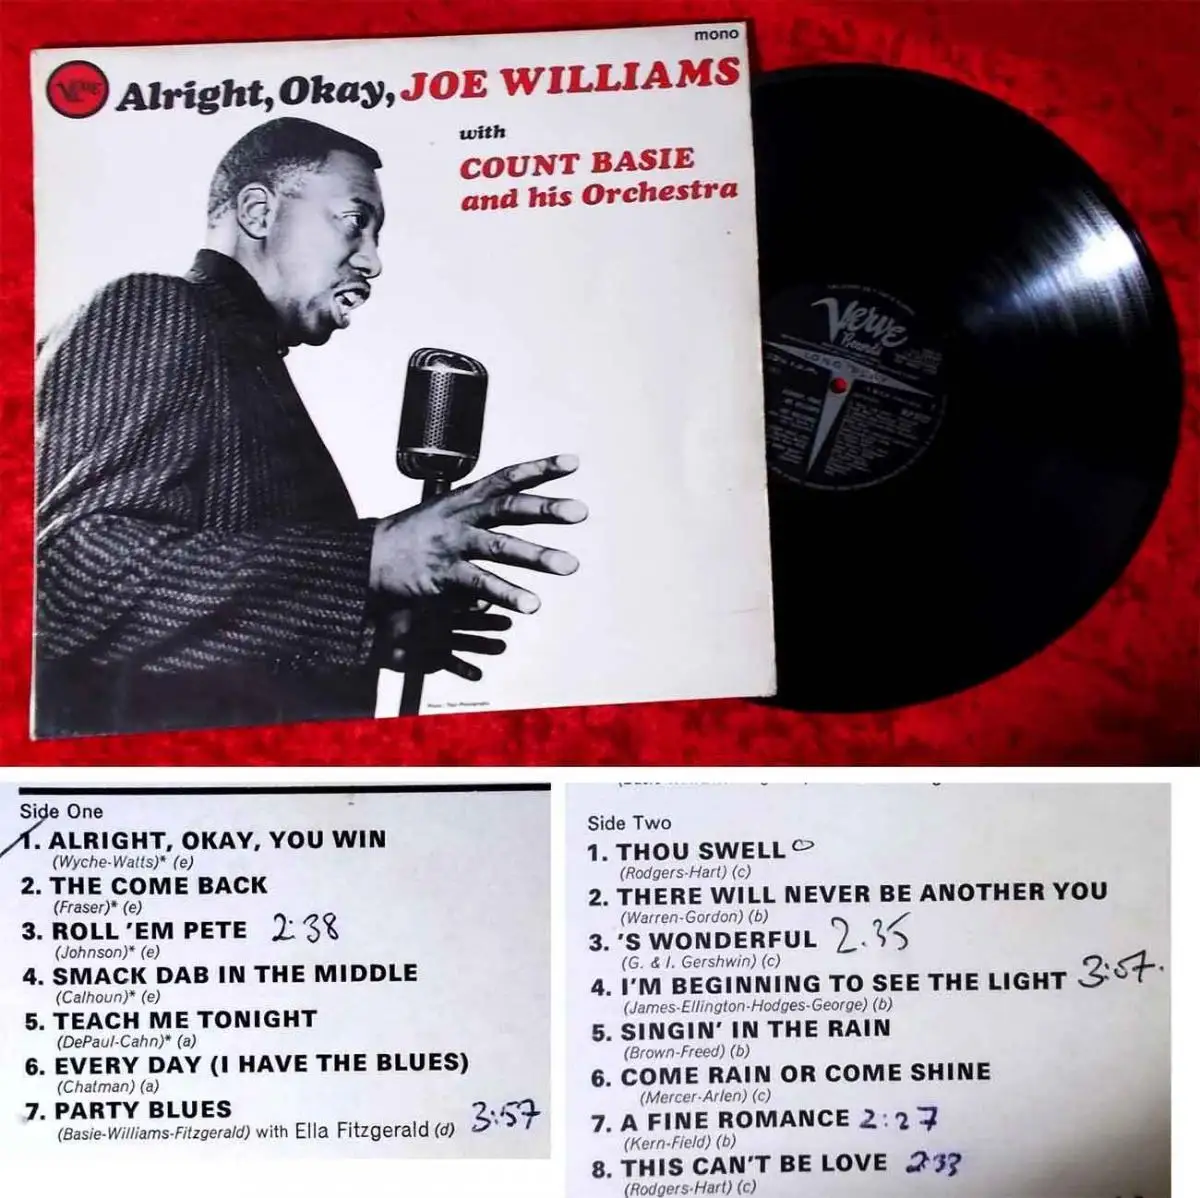 mono
Verve
Alright, Okay, JOE WILLIAMS
with
COUNT BASIE
and his Orchestra
Verve
Records
LONG PLAY
Side One
1. ALRIGHT, OKAY, YOU WIN
(Wyche-Watts)* (e)
2. THE COME BACK
(Fraser)* (e)
3. ROLL 'EM PETE 2:38
(Johnson)* (e)
4. SMACK DAB IN THE MIDDLE
(Calhoun)* (e)
5. TEACH ME TONIGHT
(DePaul-Cahn)* (a)
6. EVERY DAY (I HAVE THE BLUES)
(Chatman) (a)
7. PARTY BLUES 3:57
(Basie-Williams-Fitzgerald) with Ella Fitzgerald (d)
Side Two
1. THOU SWELL
(Rodgers-Hart) (c)
2. THERE WILL NEVER BE ANOTHER YOU
(Warren-Gordon) (b)
3. 'S WONDERFUL 2.35
(G. & I. Gershwin) (c)
4. I'M BEGINNING TO SEE THE LIGHT 3:57.
(James-Ellington-Hodges-George) (b)
5. SINGIN' IN THE RAIN
(Brown-Freed) (b)
6. COME RAIN OR COME SHINE
(Mercer-Arlen) (c)
7. A FINE ROMANCE 2:27
(Kern-Field) (b)
8. THIS CAN'T BE LOVE 2:33
(Rodgers-Hart) (c)